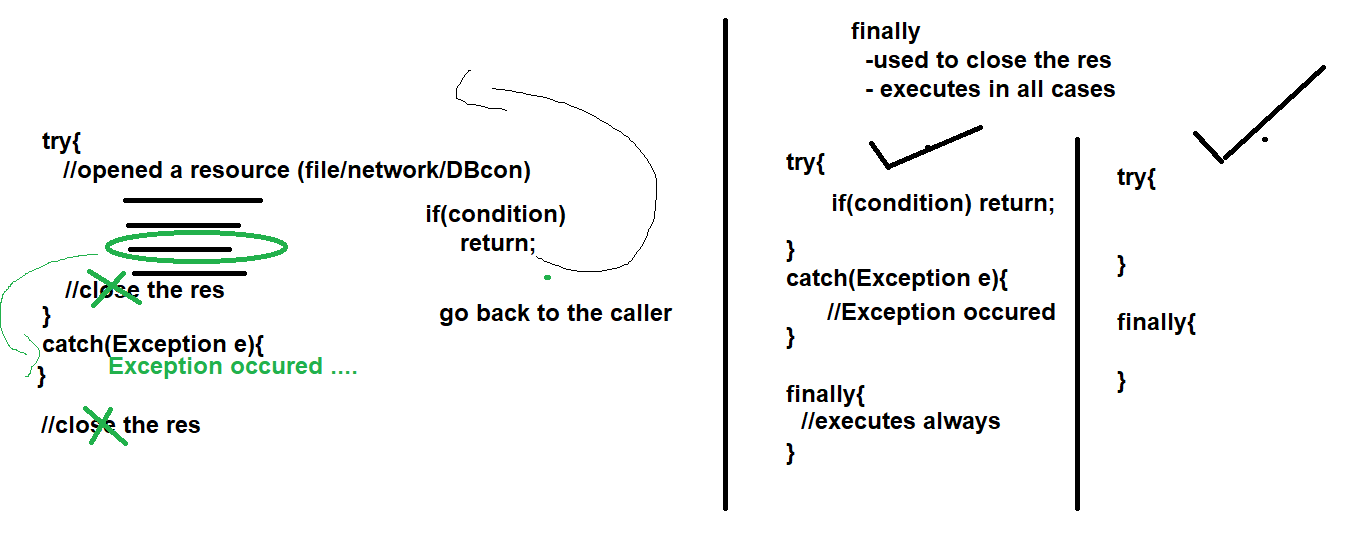 try{
//opened a resource (file/network/DBcon)
//close the res
}
catch(Exception e){
Exception occured ....
}
//close the res
if(condition)
return;
go back to the caller
finally
-used to close the res
- executes in all cases
try{
if(condition) return;
}
catch(Exception e){
//Exception occured
}
finally{
//executes always
}
try{
}
finally{
}